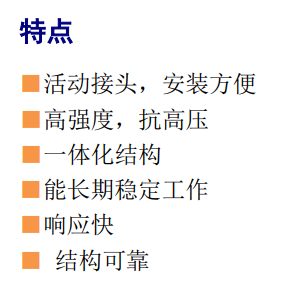 特点
活动接头，安装方便
高强度，抗高压
一体化结构
能长期稳定工作
响应快
结构可靠